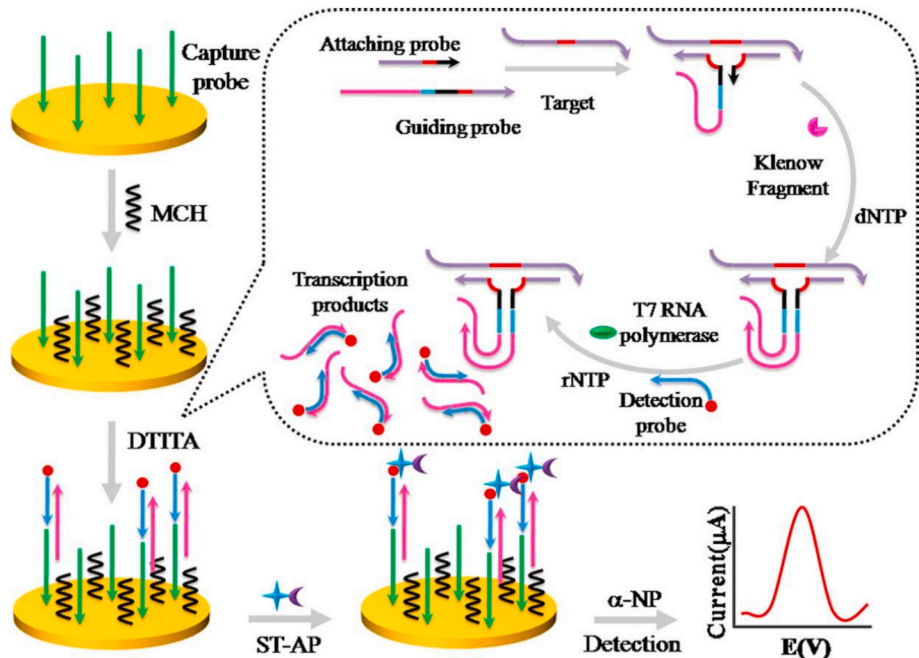 Capture
probe
MCH
DTITA
Attaching probe
Guiding probe
Target
Klenow
Fragment
dNTP
Transcription
products
T7 RNA
polymerase
rNTP
Detection
probe
ST-AP
α-NP
Detection
Current(μA)
E(V)